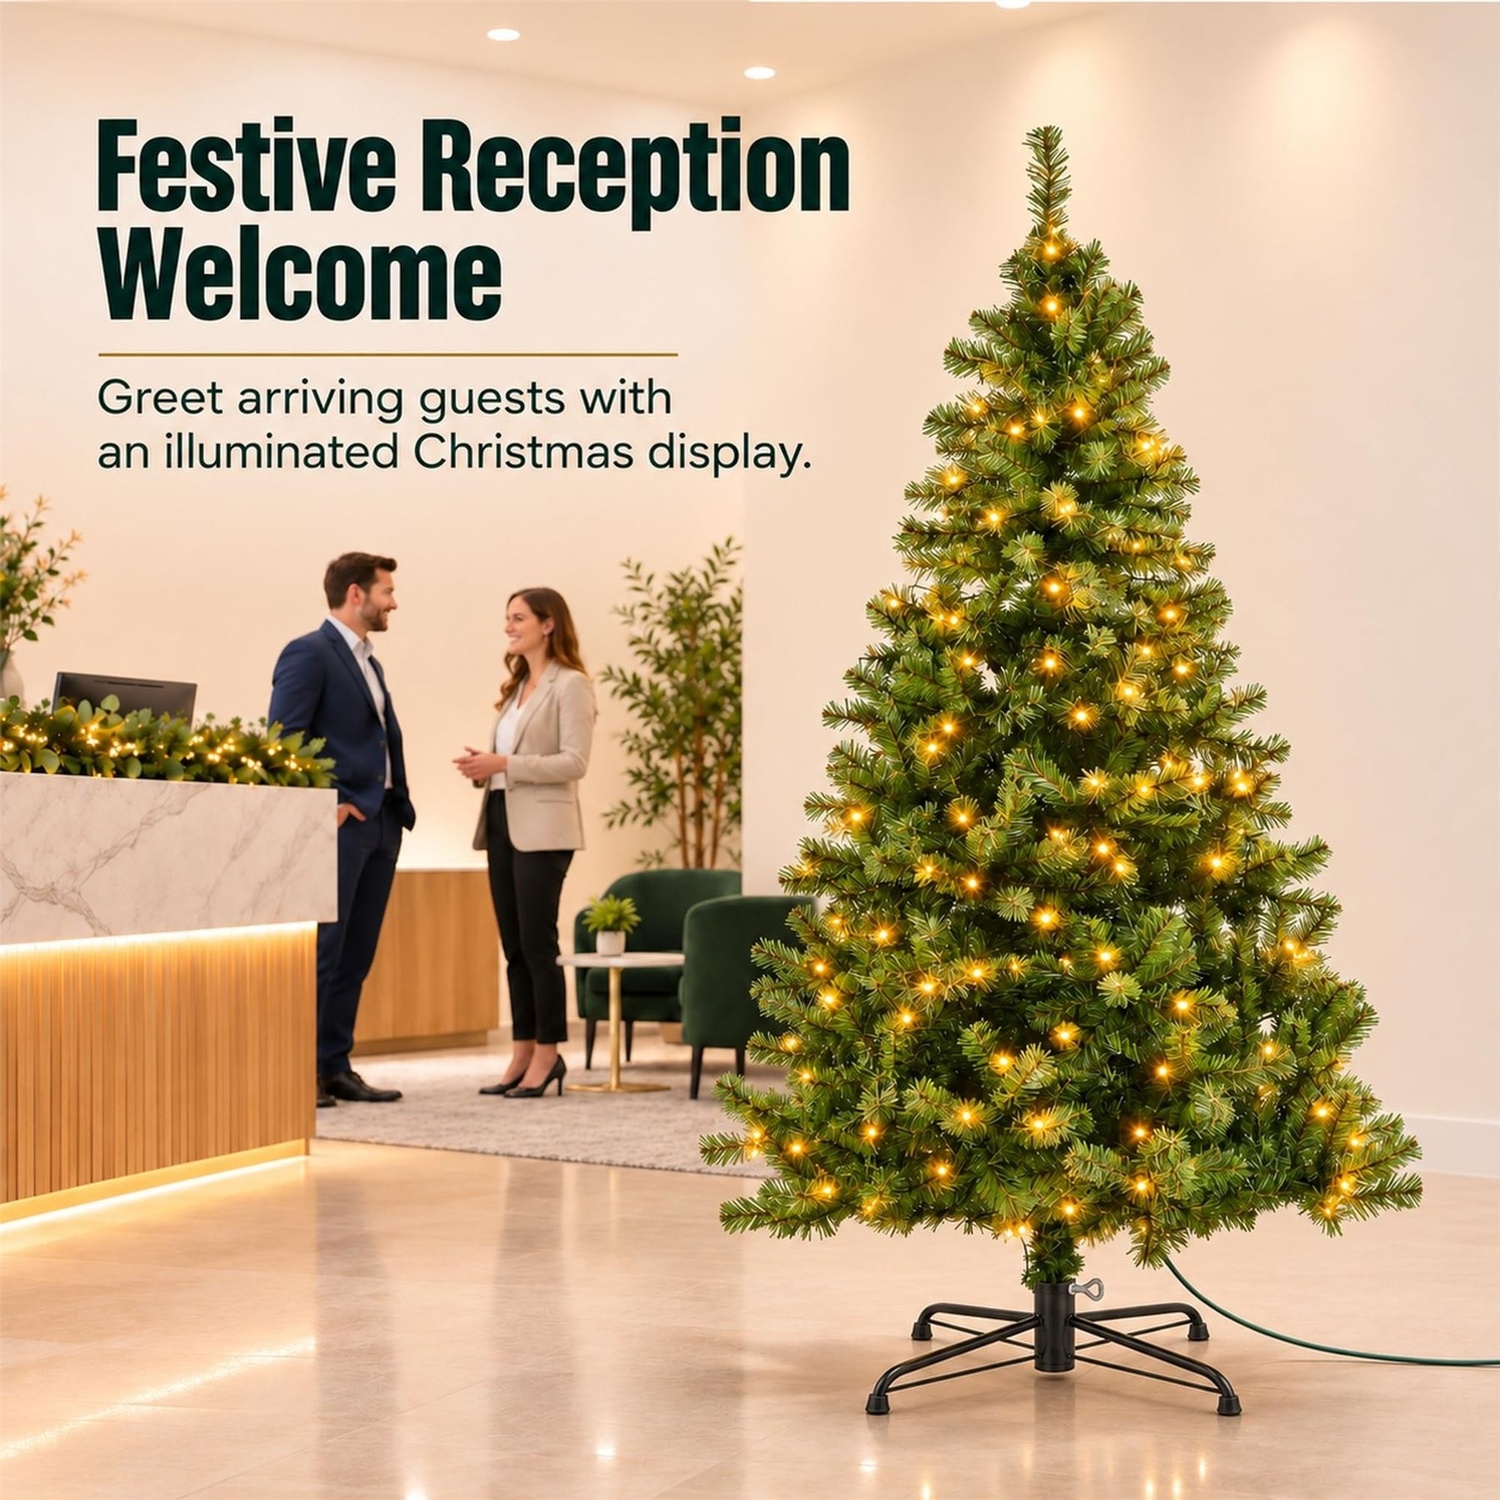 Festive Reception
Welcome
Greet arriving guests with
an illuminated Christmas display.